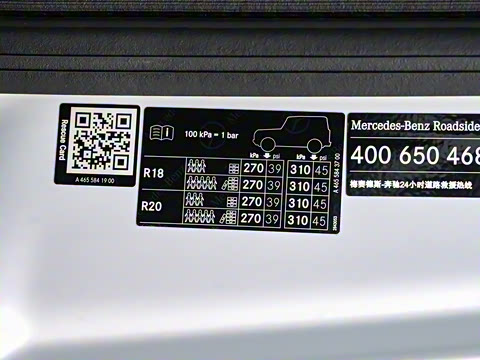 Rescue Card
A 465 584 19 00
100 kPa = 1 bar
kPa psi kPa psi
R18 270 39 310 45
270 39 310 45
R20 270 39 310 45
270 39 310 45
A 465 584 37 00
Mercedes-Benz Roadside
400 650 468
梅赛德斯-奔驰24小时道路救援热线